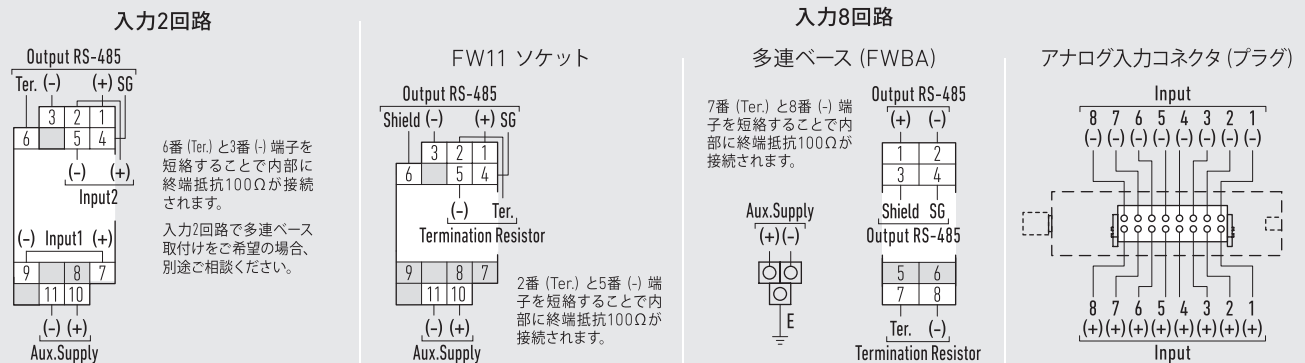 入力2回路
Output RS-485
Ter. (-) (+) SG
3 2 1
6 5 4
(-) (+)
Input2
(-) Input1 (+)
9 8 7
11 10
(-) (+)
Aux.Supply
6番 (Ter.) と3番 (-) 端子を
短絡することで内部に
終端抵抗100Ωが接続
されます。
入力2回路で多連ベース
取付けをご希望の場合、
別途ご相談ください。
入力8回路
FW11 ソケット
Output RS-485
Shield (-) (+) SG
3 2 1
6 5 4
(-) Ter.
Termination Resistor
9 8 7
11 10
(-) (+)
Aux.Supply
2番 (Ter.) と5番 (-) 端
子を短絡することで内
部に終端抵抗100Ωが
接続されます。
多連ベース (FWBA)
7番 (Ter.) と8番 (-) 端
子を短絡することで内
部に終端抵抗100Ωが
接続されます。
Aux.Supply
(+) (-)
E
Output RS-485
(+) (-)
1 2
3 4
Shield SG
Output RS-485
5 6
7 8
Ter. (-)
Termination Resistor
アナログ入力コネクタ (プラグ)
Input
8 7 6 5 4 3 2 1
(-) (-) (-) (-) (-) (-) (-) (-)
8 7 6 5 4 3 2 1
(+) (+) (+) (+) (+) (+) (+) (+)
Input